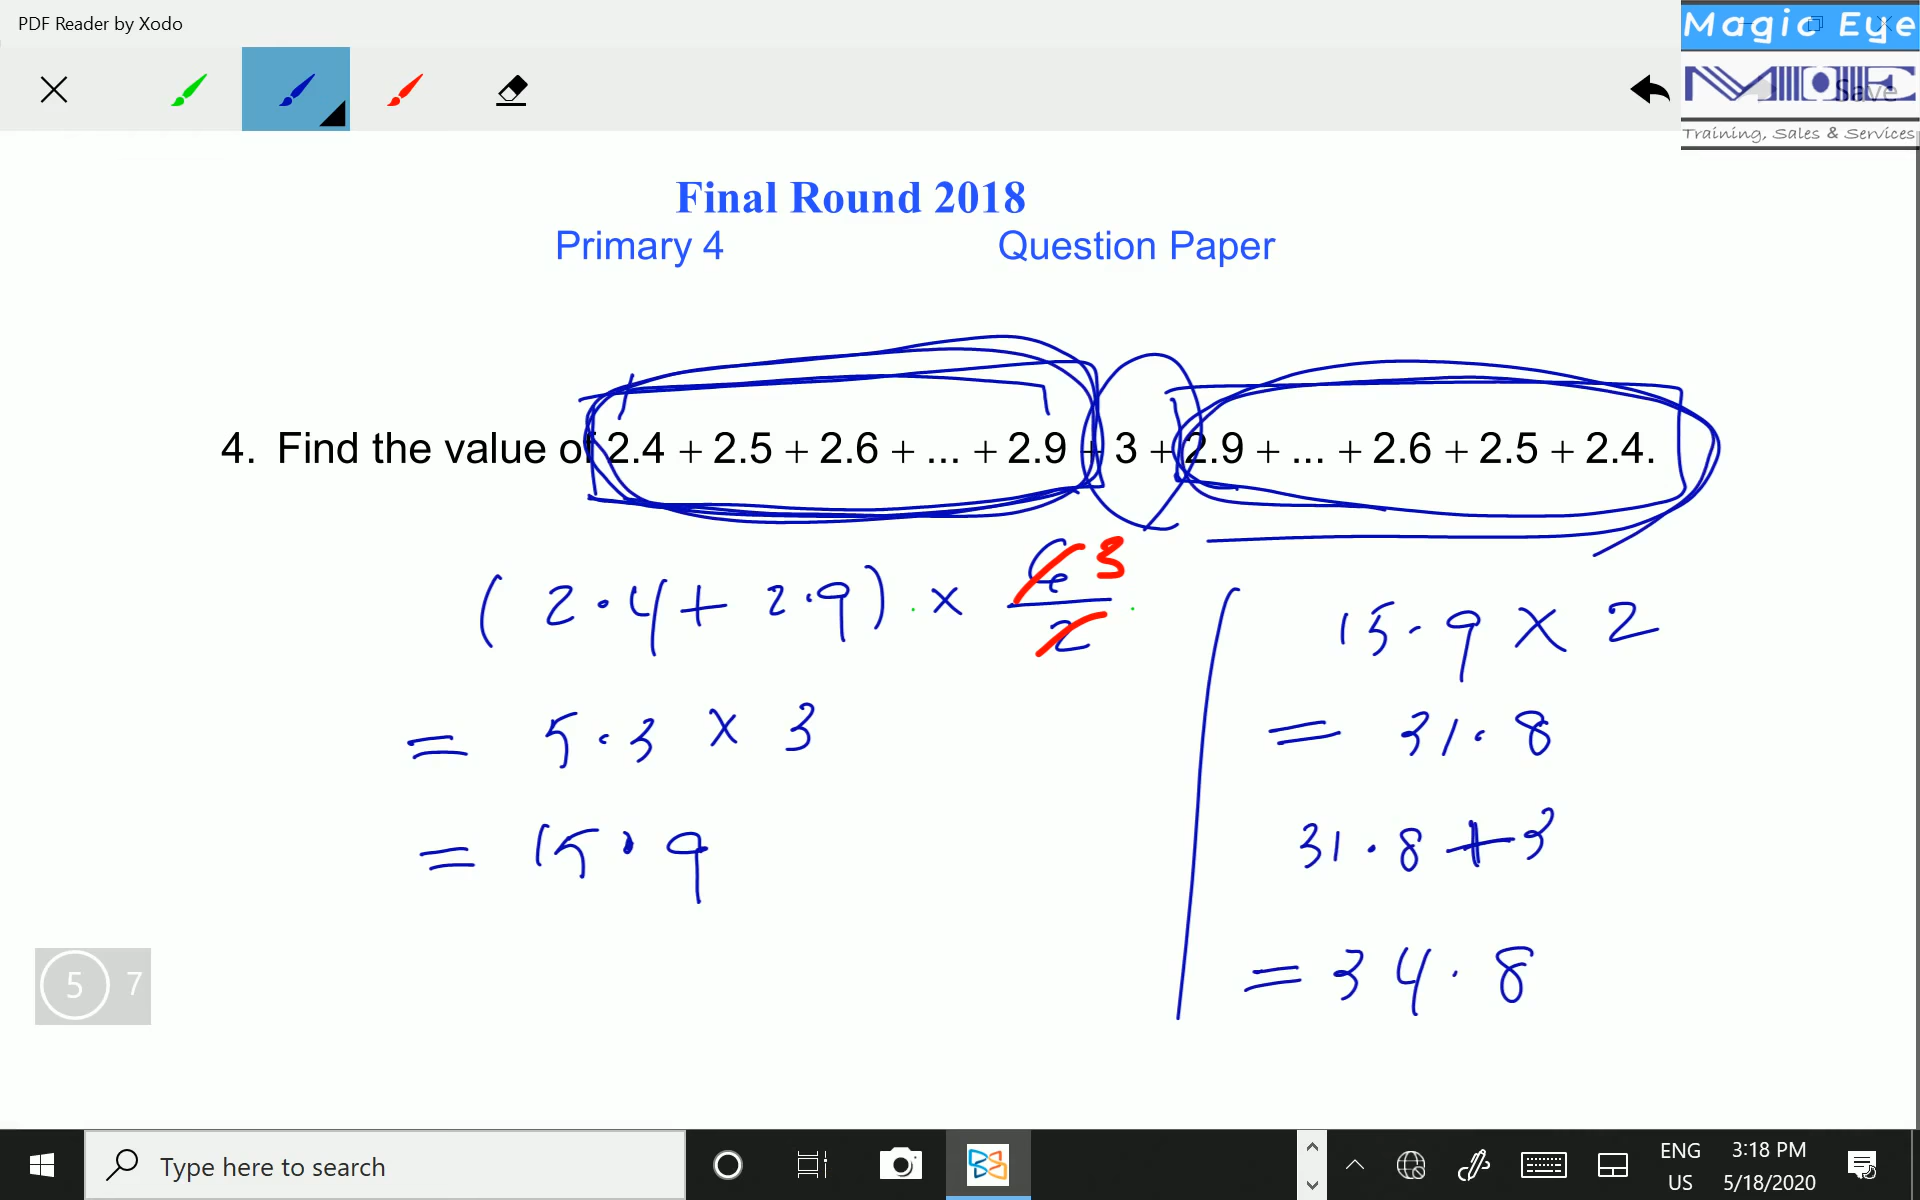 PDF Reader by Xodo
Magic Eye
MOE
Save
Training, Sales & Services
Final Round 2018
Primary 4 Question Paper
4. Find the value of 2.4 + 2.5 + 2.6 + ... + 2.9 + 3 + 2.9 + ... + 2.6 + 2.5 + 2.4.
(2.4 + 2.9) × 6/2 3
= 5.3 × 3
= 15.9
15.9 × 2
= 31.8
31.8 + 3
= 34.8
5 7
Type here to search
ENG
US
3:18 PM
5/18/2020